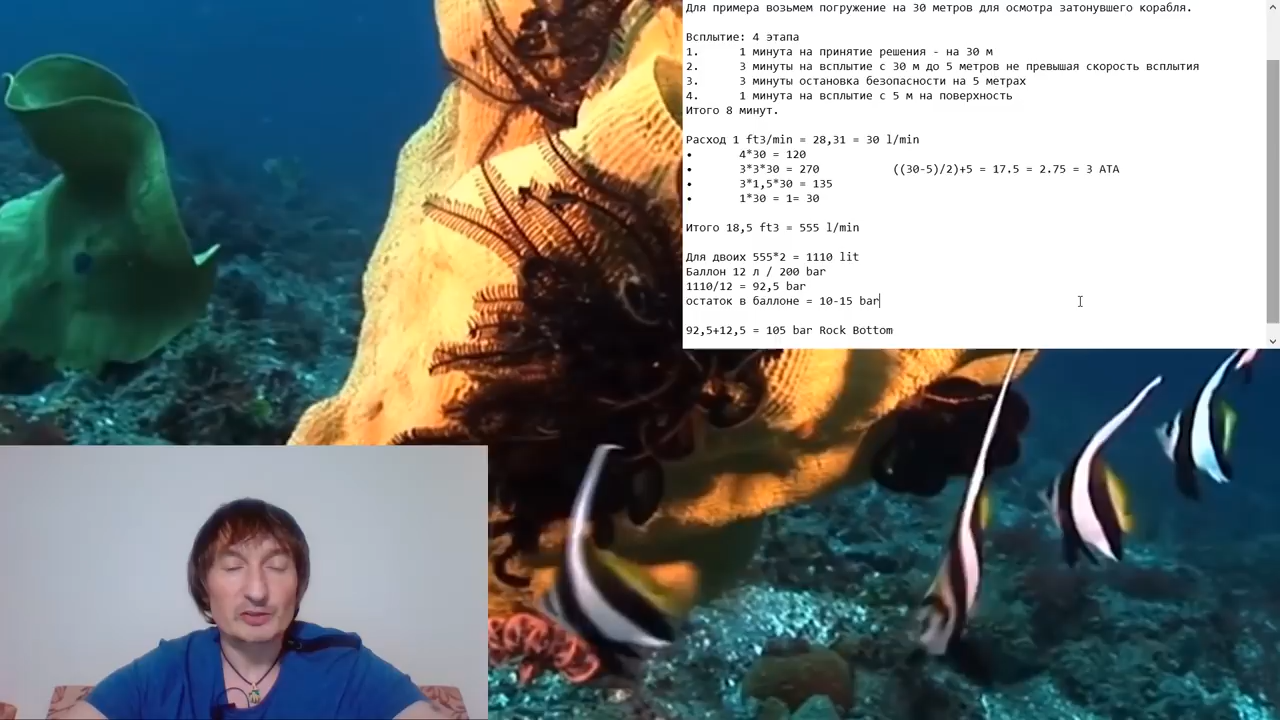 Для примера возьмем погружение на 30 метров для осмотра затонувшего корабля.
Всплытие: 4 этапа
1. 1 минута на принятие решения - на 30 м
2. 3 минуты на всплытие с 30 м до 5 метров не превышая скорость всплытия
3. 3 минуты остановка безопасности на 5 метрах
4. 1 минута на всплытие с 5 м на поверхность
Итого 8 минут.
Расход 1 ft3/min = 28,31 = 30 l/min
• 4*30 = 120
• 3*3*30 = 270 ((30-5)/2)+5 = 17.5 = 2.75 = 3 ATA
• 3*1,5*30 = 135
• 1*30 = 1= 30
Итого 18,5 ft3 = 555 l/min
Для двоих 555*2 = 1110 lit
Баллон 12 л / 200 bar
1110/12 = 92,5 bar
остаток в баллоне = 10-15 bar
92,5+12,5 = 105 bar Rock Bottom